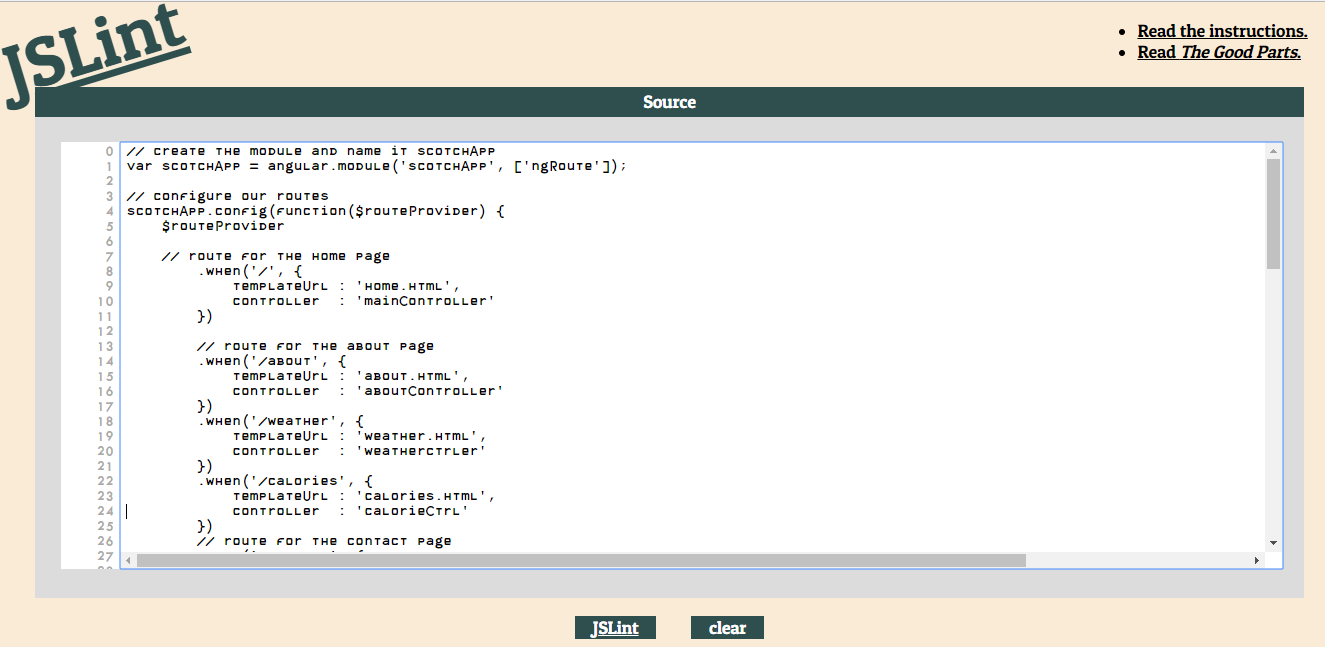 JSLint
Read the instructions.
Read The Good Parts.
Source
0 // create the module and name it scotchApp
1 var scotchApp = angular.module('scotchApp', ['ngRoute']);
2
3 // configure our routes
4 scotchApp.config(function($routeProvider) {
5     $routeProvider
6
7     // route for the home page
8         .when('/', {
9             templateUrl : 'home.html',
10             controller  : 'mainController'
11         })
12
13         // route for the about page
14         .when('/about', {
15             templateUrl : 'about.html',
16             controller  : 'aboutController'
17         })
18         .when('/weather', {
19             templateUrl : 'weather.html',
20             controller  : 'weatherctrler'
21         })
22         .when('/calories', {
23             templateUrl : 'calories.html',
24             controller  : 'calorieCtrl'
25         })
26         // route for the contact page
27
JSLint
clear